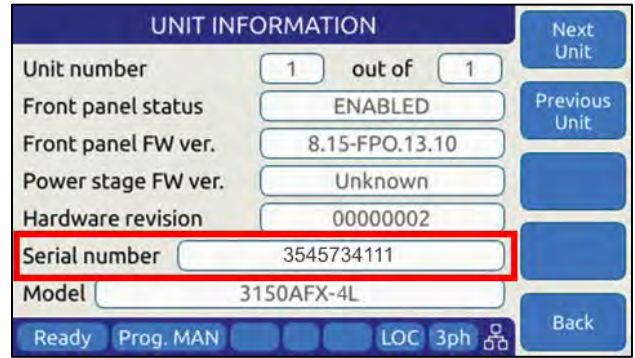 UNIT INFORMATION
Unit number 1 out of 1
Front panel status ENABLED
Front panel FW ver. 8.15-FPO.13.10
Power stage FW ver. Unknown
Hardware revision 00000002
Serial number 3545734111
Model 3150AFX-4L
Ready Prog. MAN LOC 3ph
Next
Unit
Previous
Unit
Back